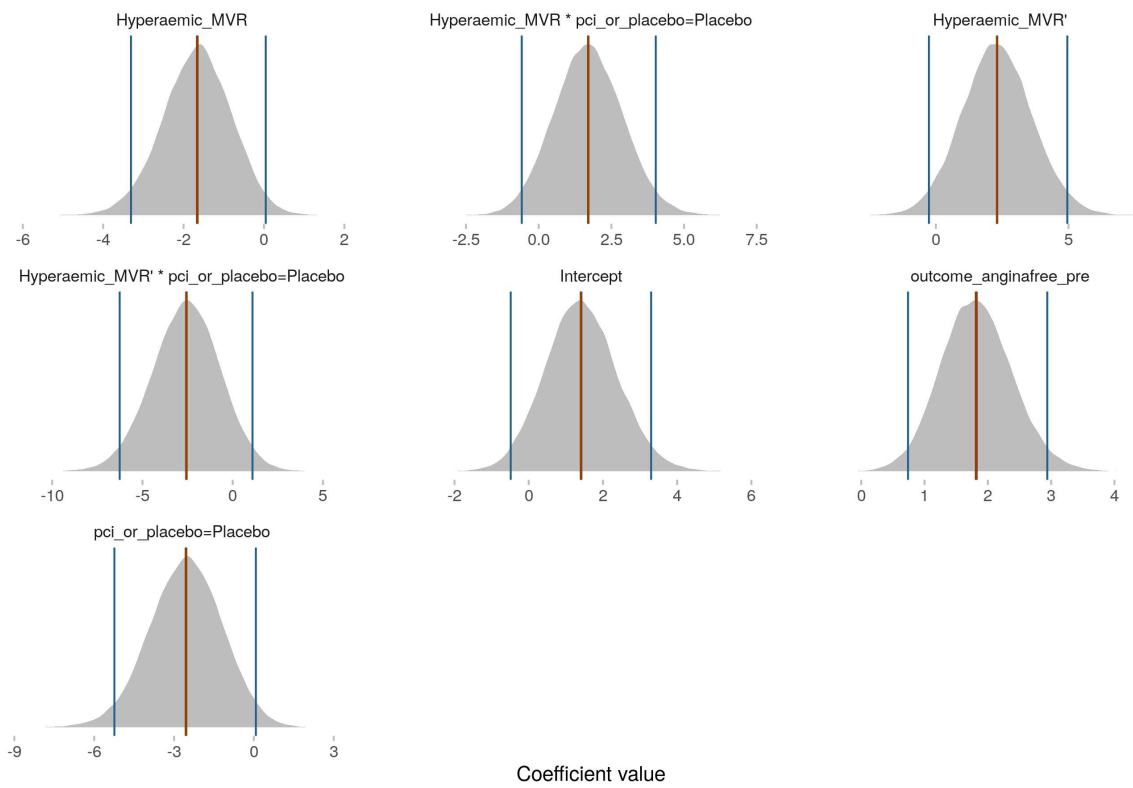 Hyperaemic_MVR
Hyperaemic_MVR * pci_or_placebo=Placebo
Hyperaemic_MVR'
-6 -4 -2 0 2
-2.5 0.0 2.5 5.0 7.5
0 5
Hyperaemic_MVR' * pci_or_placebo=Placebo
Intercept
outcome_anginafree_pre
-10 -5 0 5
-2 0 2 4 6
0 1 2 3 4
pci_or_placebo=Placebo
-9 -6 -3 0 3
Coefficient value